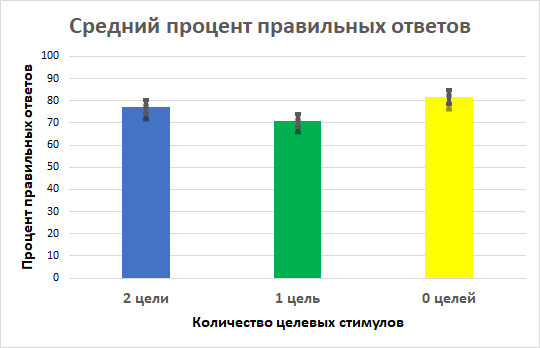 Средний процент правильных ответов
Процент правильных ответов
100
90
80
70
60
50
40
30
20
10
0
2 цели
1 цель
0 целей
Количество целевых стимулов